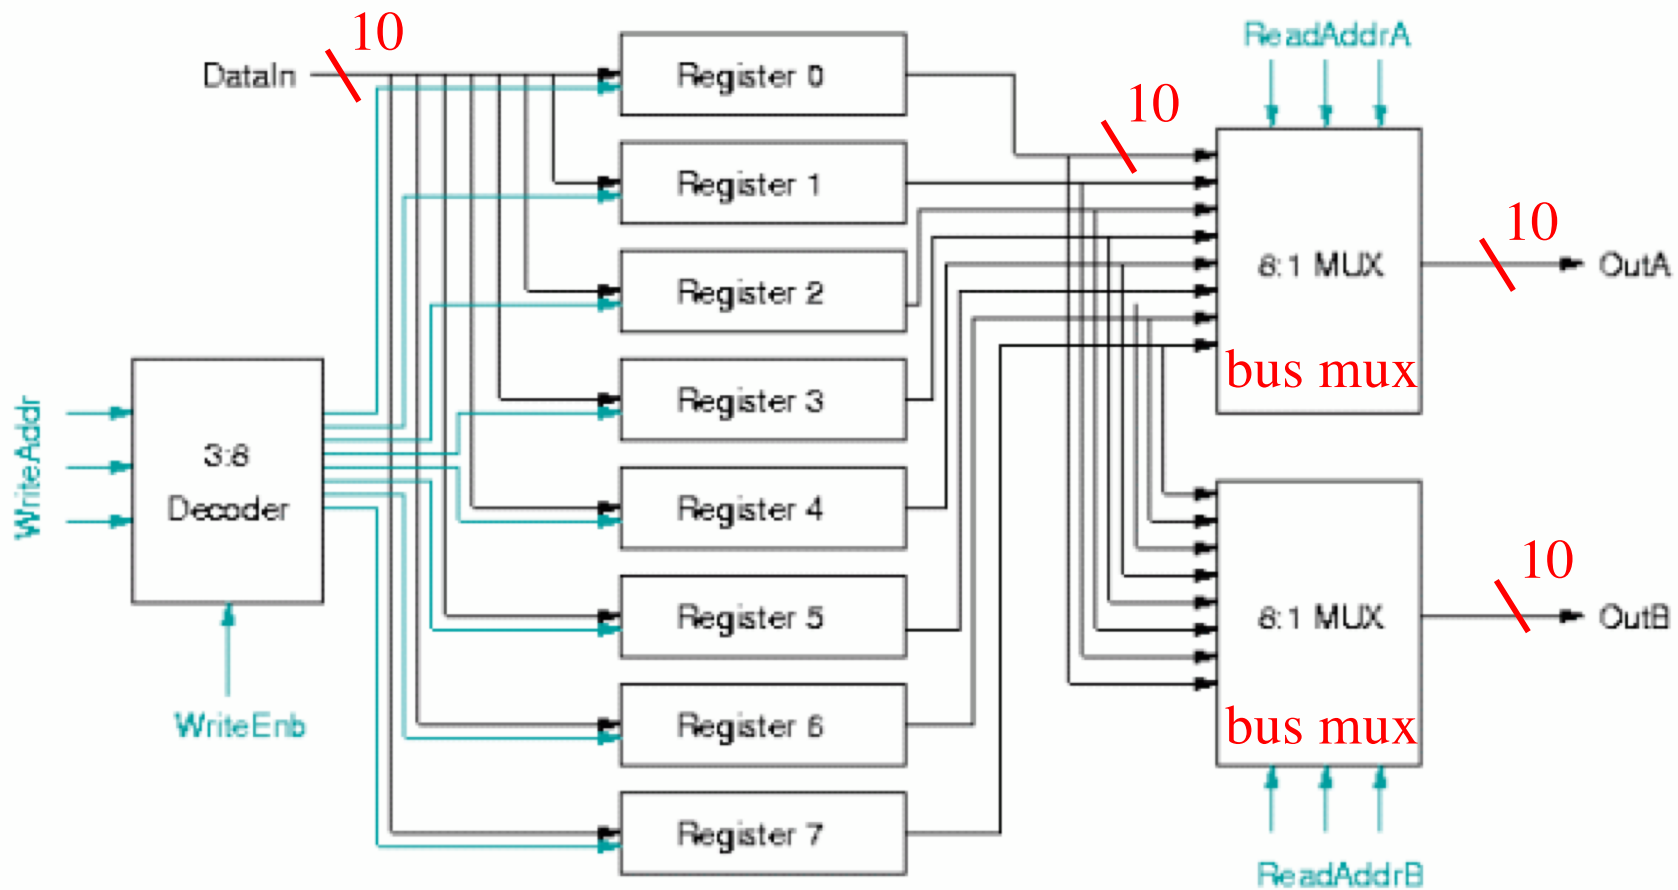 10
ReadAddrA
DataIn
Register 0
10
Register 1
10
Register 2
8:1 MUX
OutA
bus mux
Register 3
WriteAddr
3:8
Decoder
Register 4
10
Register 5
8:1 MUX
OutB
WriteEnb
Register 6
bus mux
Register 7
ReadAddrB